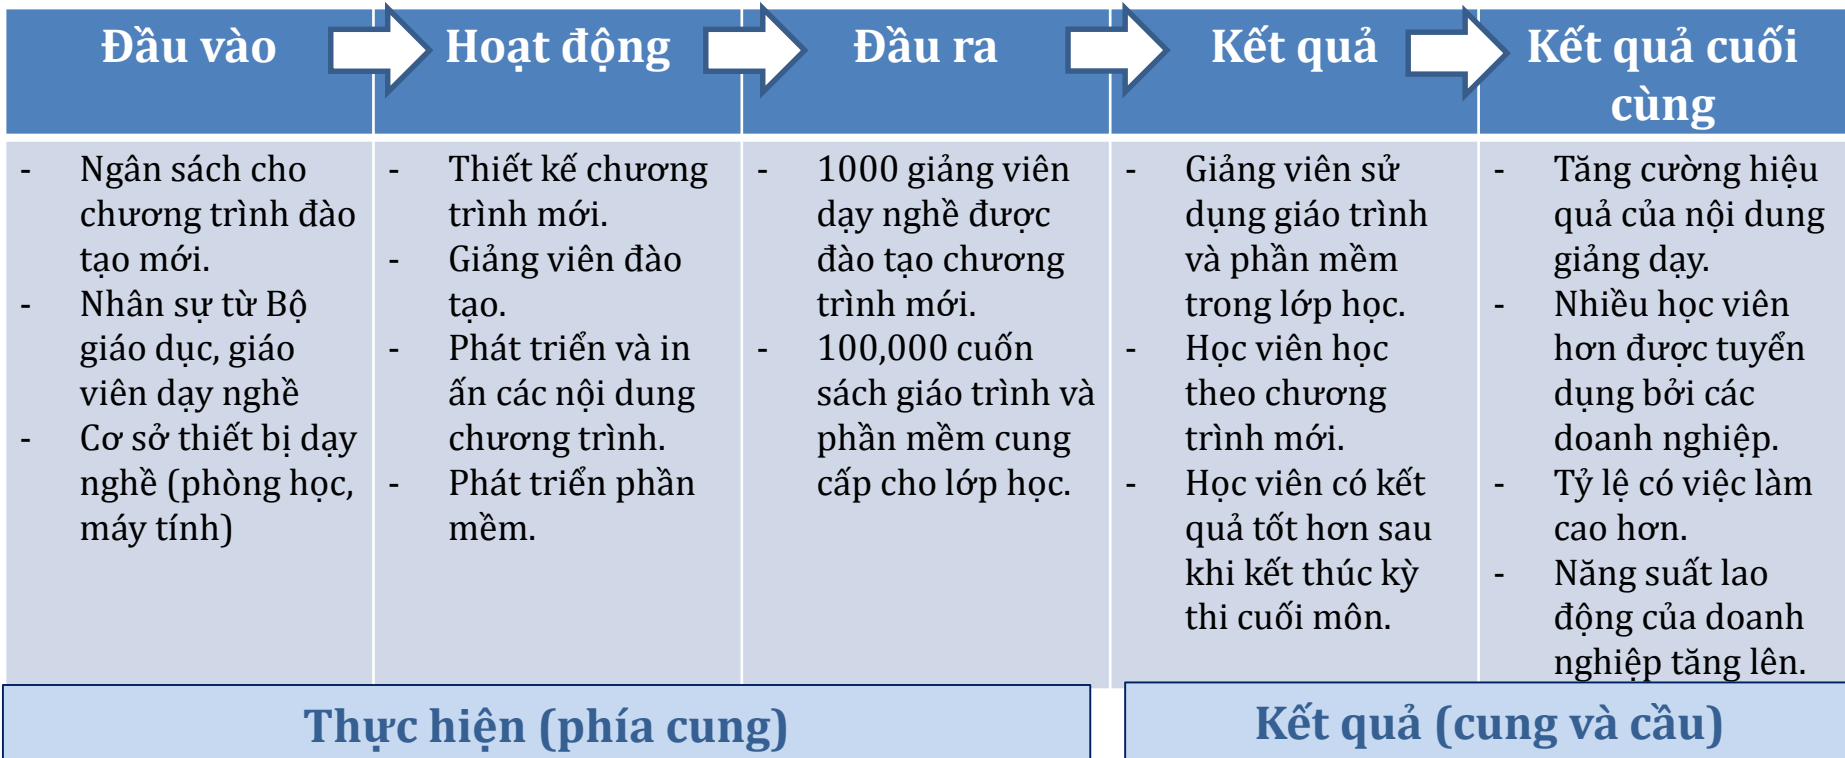 Đầu vào
Hoạt động
Đầu ra
Kết quả
Kết quả cuối
cùng
- Ngân sách cho
chương trình đào
tạo mới.
- Nhân sự từ Bộ
giáo dục, giáo
viên dạy nghề
- Cơ sở thiết bị dạy
nghề (phòng học,
máy tính)
- Thiết kế chương
trình mới.
- Giảng viên đào
tạo.
- Phát triển và in
ấn các nội dung
chương trình.
- Phát triển phần
mềm.
- 1000 giảng viên
dạy nghề được
đào tạo chương
trình mới.
- 100,000 cuốn
sách giáo trình và
phần mềm cung
cấp cho lớp học.
- Giảng viên sử
dụng giáo trình
và phần mềm
trong lớp học.
- Học viên học
theo chương
trình mới.
- Học viên có kết
quả tốt hơn sau
khi kết thúc kỳ
thi cuối môn.
- Tăng cường hiệu
quả của nội dung
giảng dạy.
- Nhiều học viên
hơn được tuyển
dụng bởi các
doanh nghiệp.
- Tỷ lệ có việc làm
cao hơn.
- Năng suất lao
động của doanh
nghiệp tăng lên.
Thực hiện (phía cung)
Kết quả (cung và cầu)